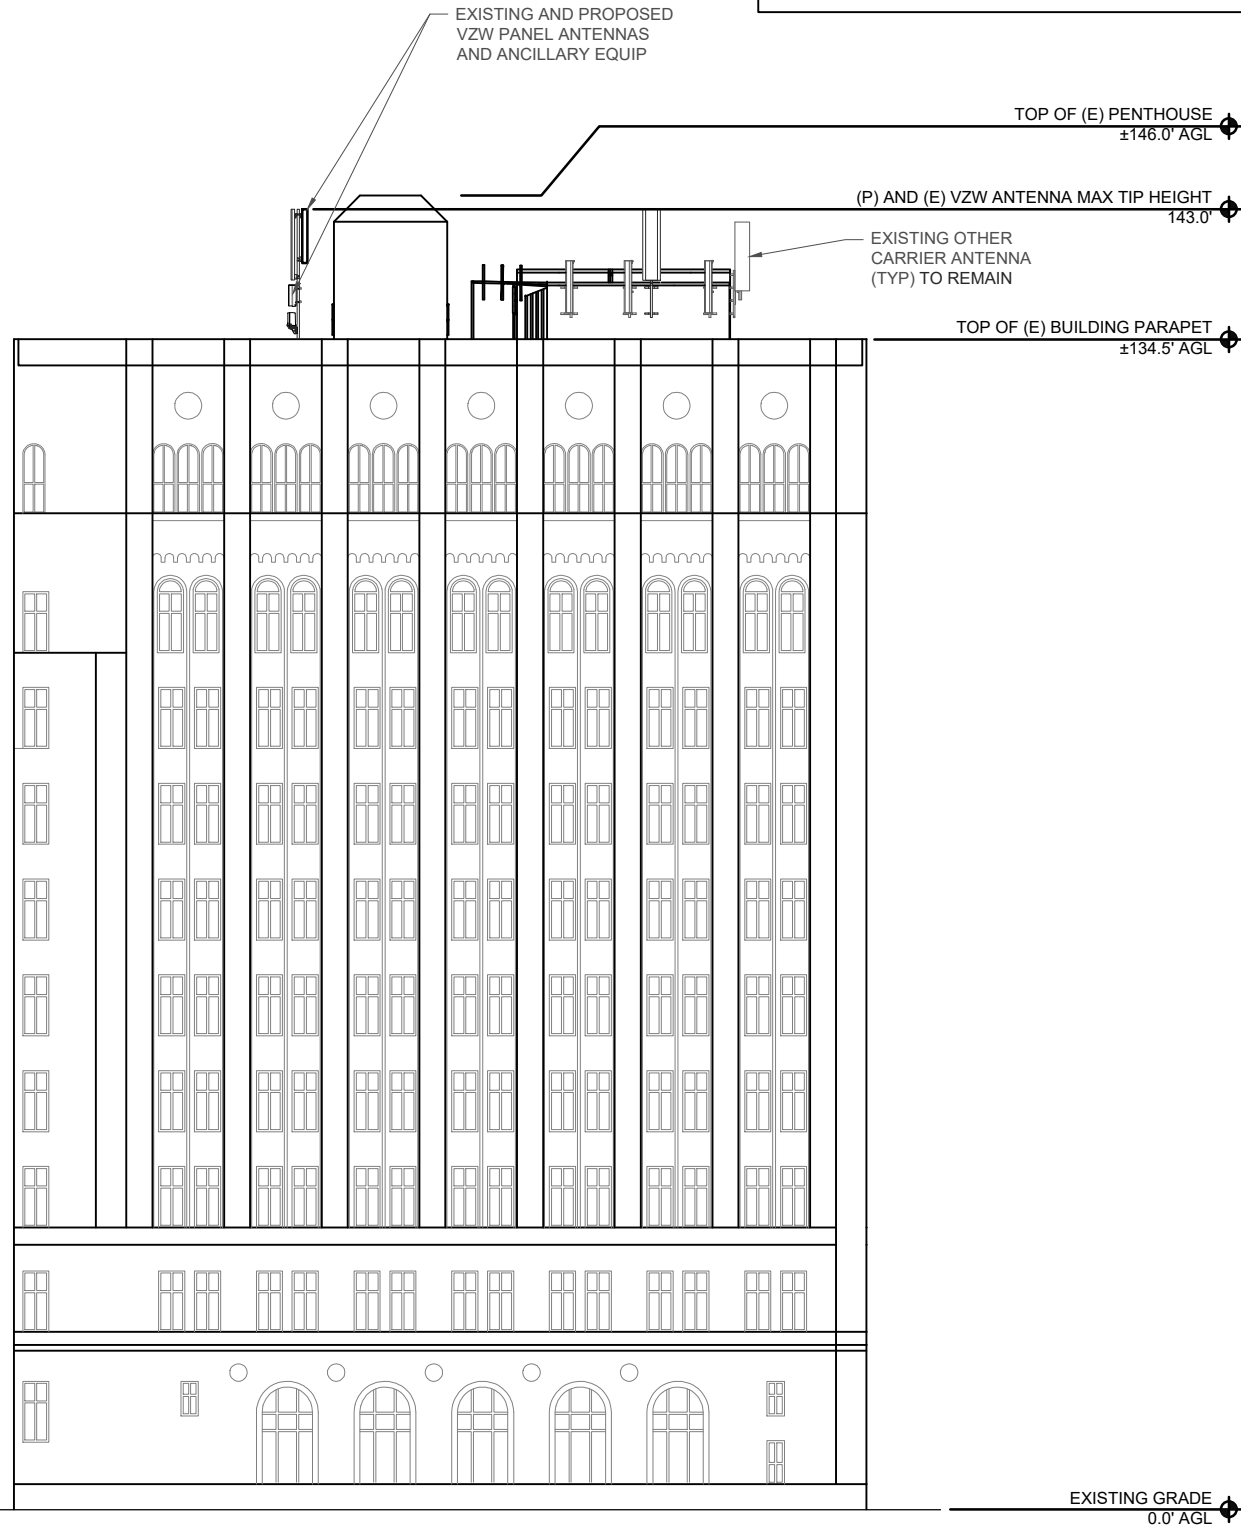 EXISTING AND PROPOSED
VZW PANEL ANTENNAS
AND ANCILLARY EQUIP
TOP OF (E) PENTHOUSE
±146.0' AGL
(P) AND (E) VZW ANTENNA MAX TIP HEIGHT
143.0'
EXISTING OTHER
CARRIER ANTENNA
(TYP) TO REMAIN
TOP OF (E) BUILDING PARAPET
±134.5' AGL
EXISTING GRADE
0.0' AGL